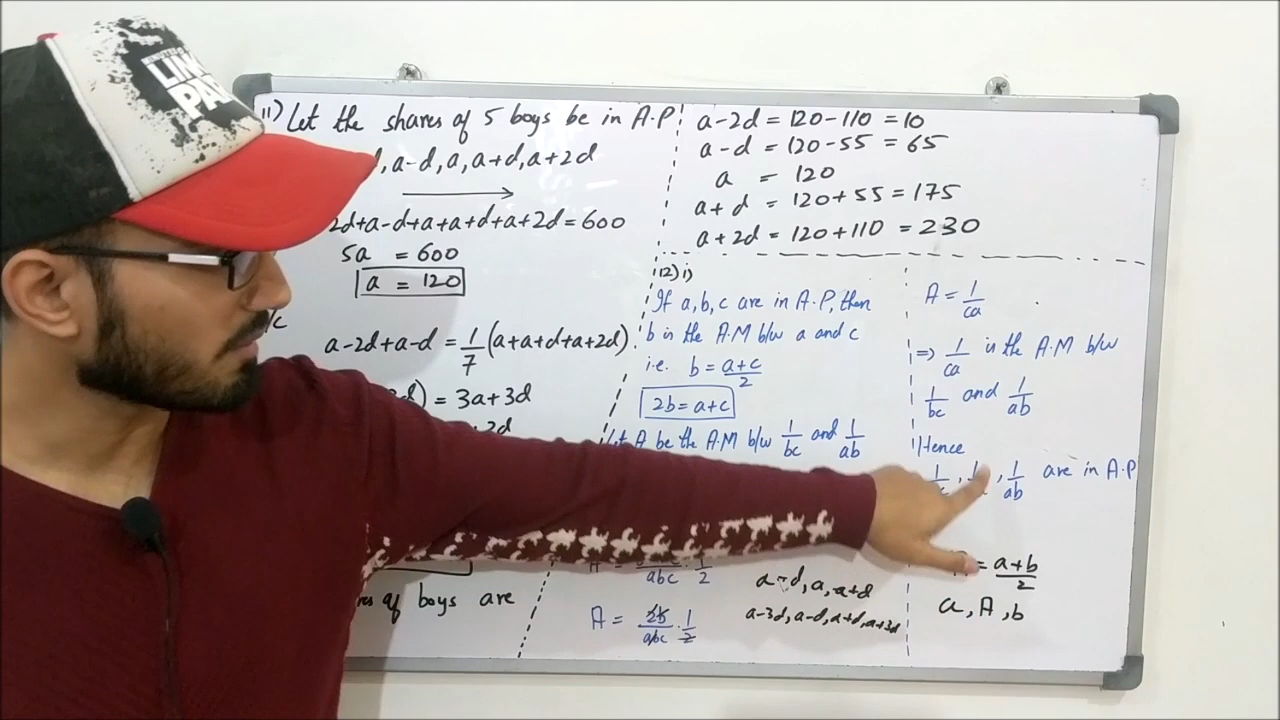 LIN
PA
11) Let the shares of 5 boys be in A.P
d, a-d, a, a+d, a+2d
2d+a-d+a+a+d+a+2d=600
5a = 600
a = 120
a-2d+a-d = 1/7 (a+a+d+a+2d)
d) = 3a+3d
of boys are
a-2d = 120-110 = 10
a-d = 120-55 = 65
a = 120
a+d = 120+55 = 175
a+2d = 120+110 = 230
12) i)
If a, b, c are in A.P, then
b is the A.M b/w a and c
i.e. b = a+c/2
2b = a+c
Let A be the A.M b/w 1/bc and 1/ab
abc · 1/2
A = 2b/abc · 1/2
a-d, a, a+d
a-3d, a-d, a+d, a+3d
A = 1/ca
=> 1/ca is the A.M b/w
1/bc and 1/ab
Hence
, 1/ab are in A.P
= a+b/2
a, A, b